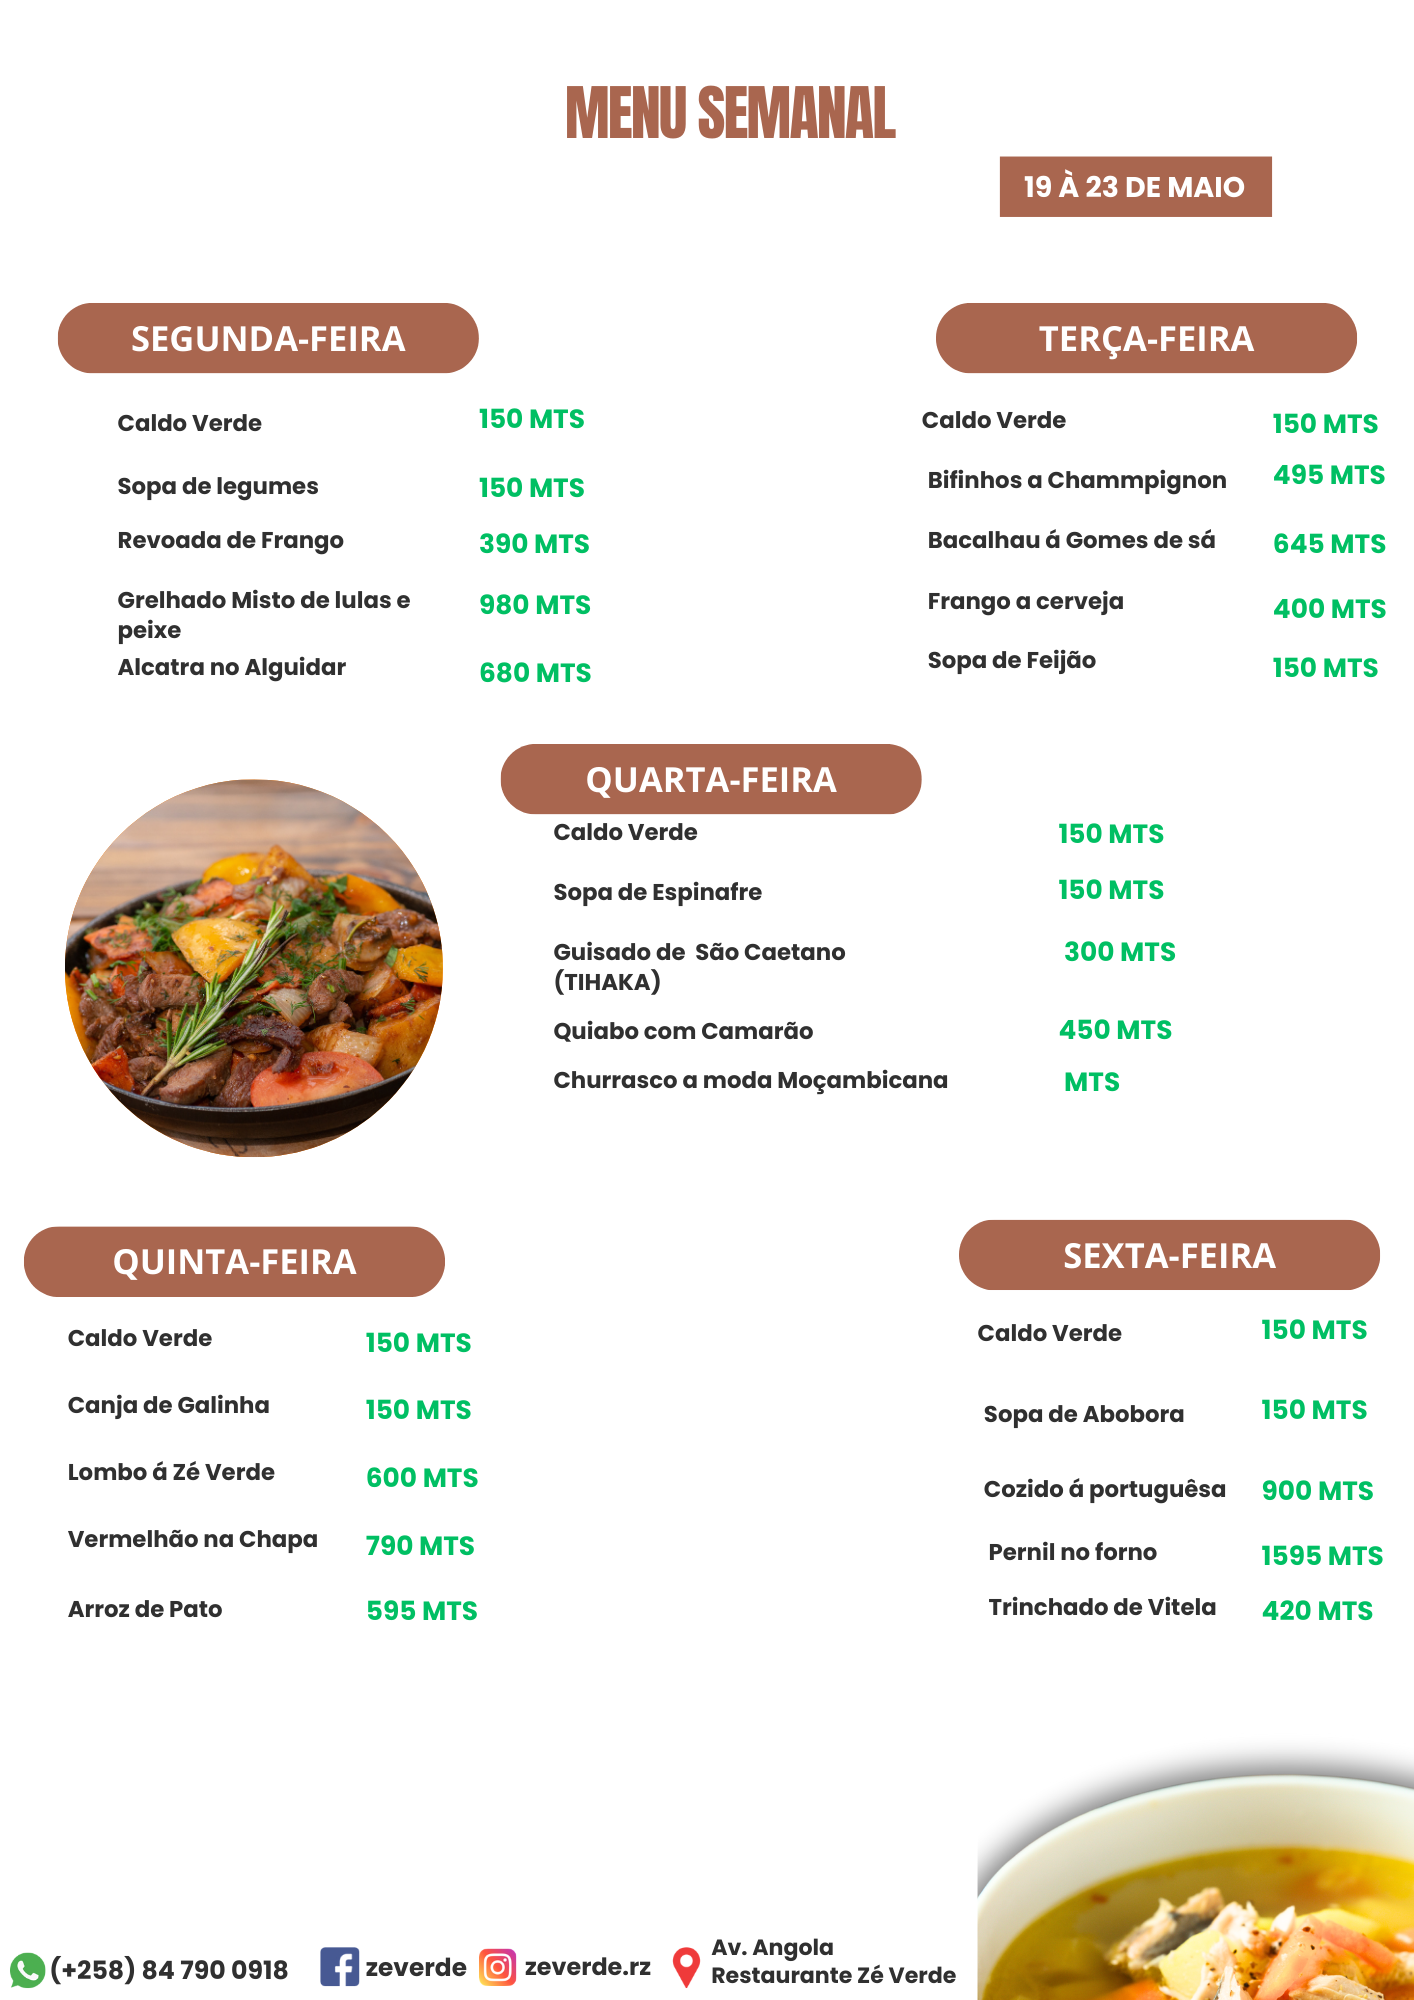 MENU SEMANAL
19 À 23 DE MAIO
SEGUNDA-FEIRA
Caldo Verde 150 MTS
Sopa de legumes 150 MTS
Revoada de Frango 390 MTS
Grelhado Misto de lulas e 980 MTS
peixe
Alcatra no Alguidar 680 MTS
TERÇA-FEIRA
Caldo Verde 150 MTS
Bifinhos a Chammpignon 495 MTS
Bacalhau á Gomes de sá 645 MTS
Frango a cerveja 400 MTS
Sopa de Feijão 150 MTS
QUARTA-FEIRA
Caldo Verde 150 MTS
Sopa de Espinafre 150 MTS
Guisado de São Caetano 300 MTS
(TIHAKA)
Quiabo com Camarão 450 MTS
Churrasco a moda Moçambicana MTS
QUINTA-FEIRA
Caldo Verde 150 MTS
Canja de Galinha 150 MTS
Lombo á Zé Verde 600 MTS
Vermelhão na Chapa 790 MTS
Arroz de Pato 595 MTS
SEXTA-FEIRA
Caldo Verde 150 MTS
Sopa de Abobora 150 MTS
Cozido á portuguêsa 900 MTS
Pernil no forno 1595 MTS
Trinchado de Vitela 420 MTS
(+258) 84 790 0918
zeverde
zeverde.rz
Av. Angola
Restaurante Zé Verde